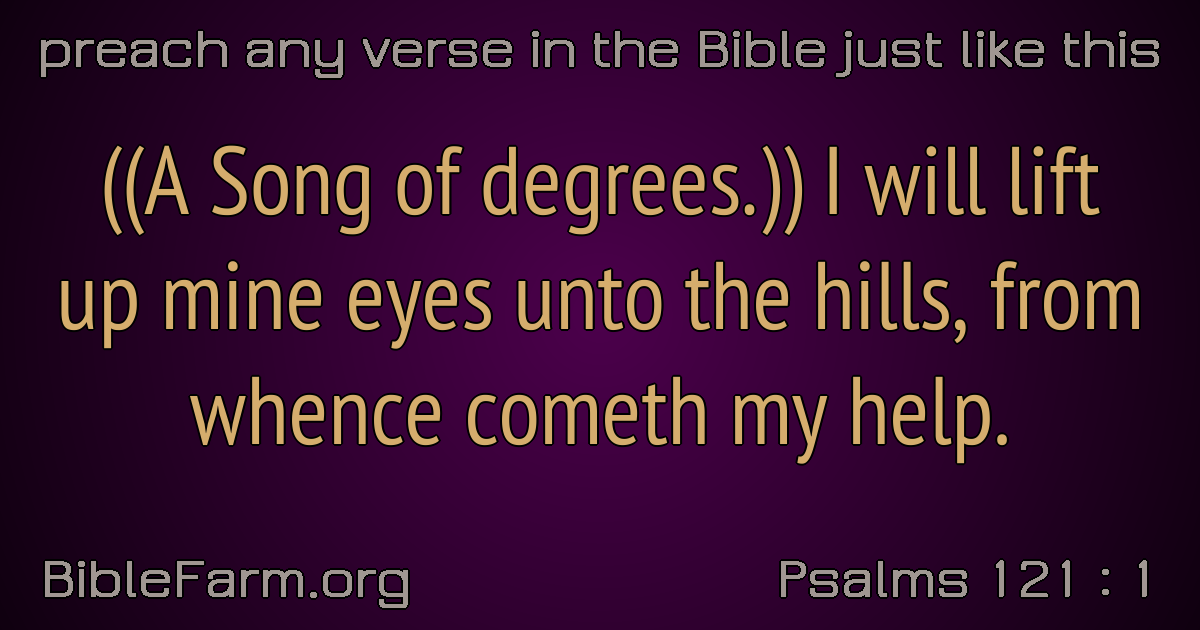 preach any verse in the Bible just like this
((A Song of degrees.)) I will lift
up mine eyes unto the hills, from
whence cometh my help.
BibleFarm.org
Psalms 121 : 1